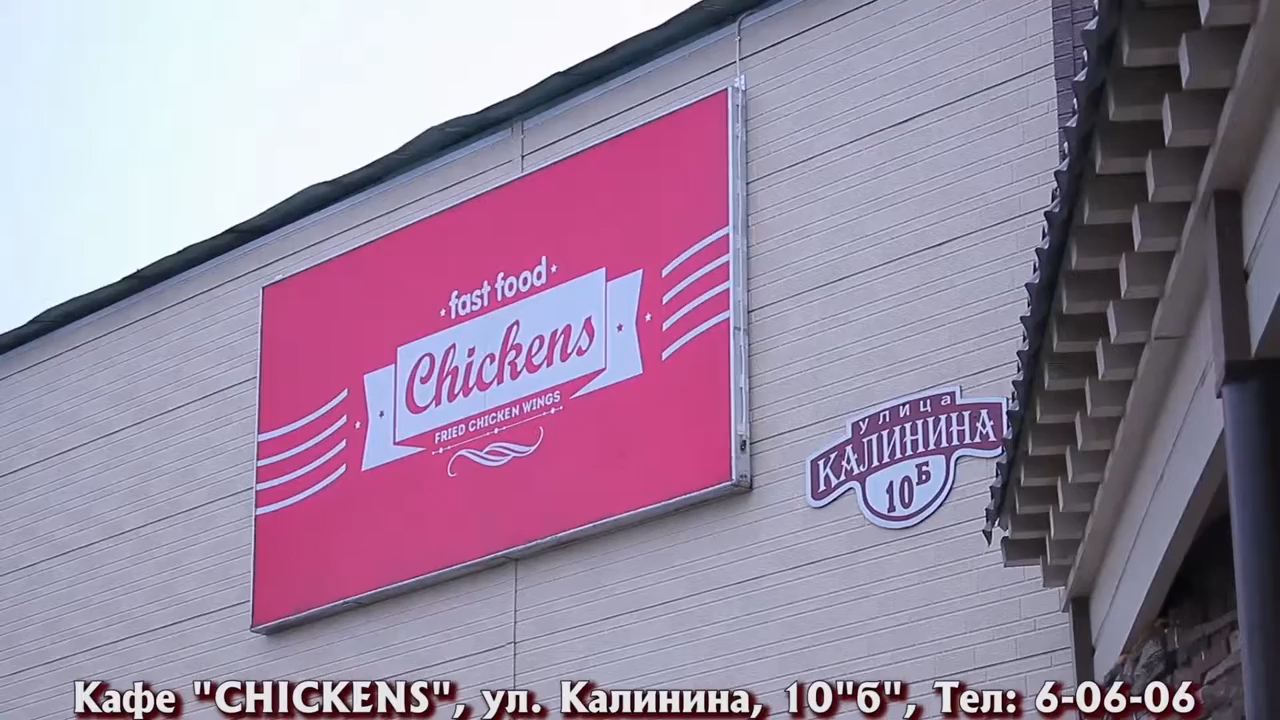 fast food
Chickens
FRIED CHICKEN WINGS
улица
КАЛИНИНА
10Б
Кафе "CHICKENS", ул. Калинина, 10"б", Тел: 6-06-06